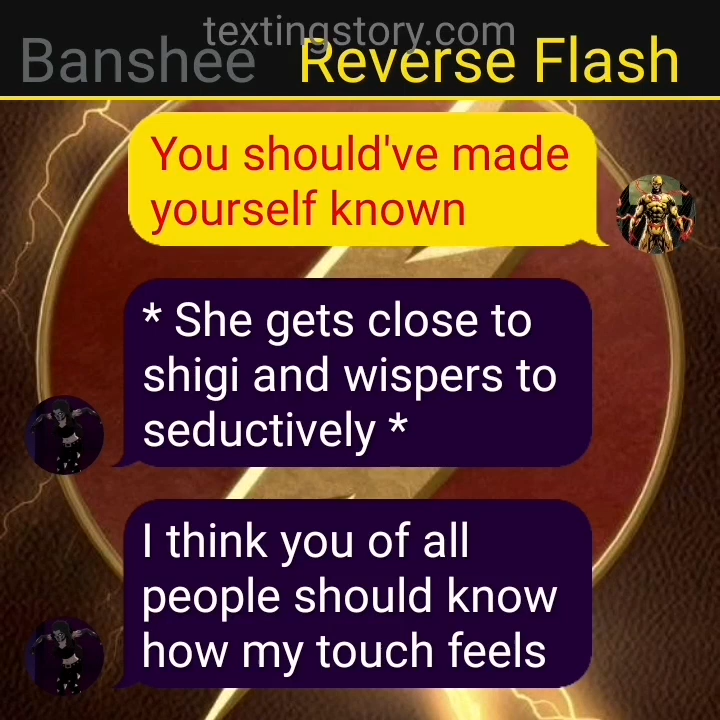 textingstory.com
Banshee Reverse Flash
You should've made
yourself known
* She gets close to
shigi and wispers to
seductively *
I think you of all
people should know
how my touch feels